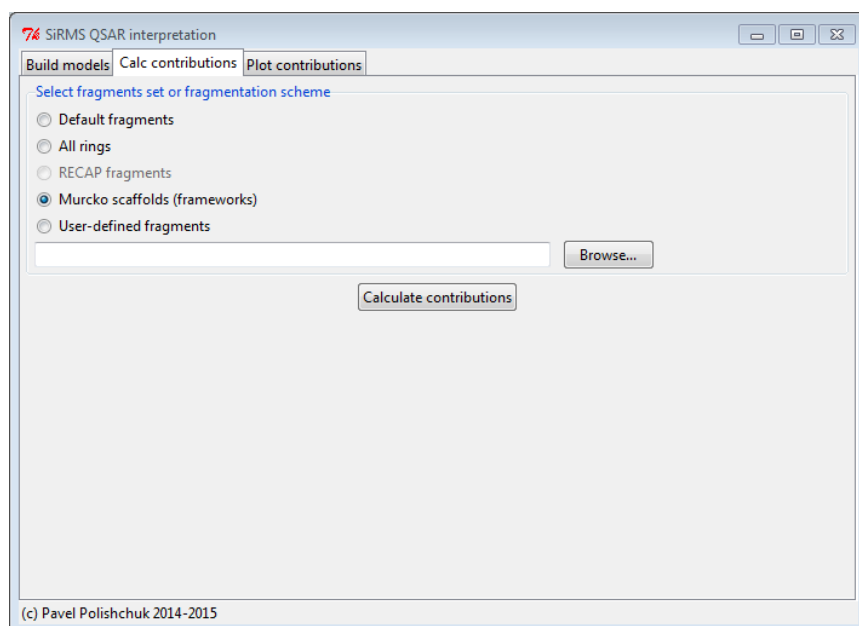 SiRMS QSAR interpretation
Build models Calc contributions Plot contributions
Select fragments set or fragmentation scheme
Default fragments
All rings
RECAP fragments
Murcko scaffolds (frameworks)
User-defined fragments
Browse...
Calculate contributions
(c) Pavel Polishchuk 2014-2015